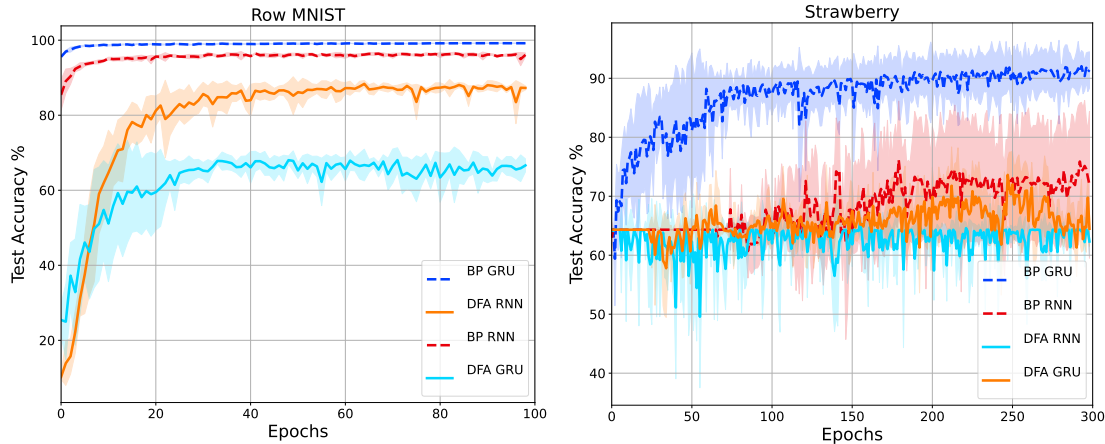 Row MNIST
Test Accuracy %
100
80
60
40
20
0
20
40
60
80
100
Epochs
BP GRU
DFA RNN
BP RNN
DFA GRU
Strawberry
Test Accuracy %
90
80
70
60
50
40
0
50
100
150
200
250
300
Epochs
BP GRU
BP RNN
DFA RNN
DFA GRU